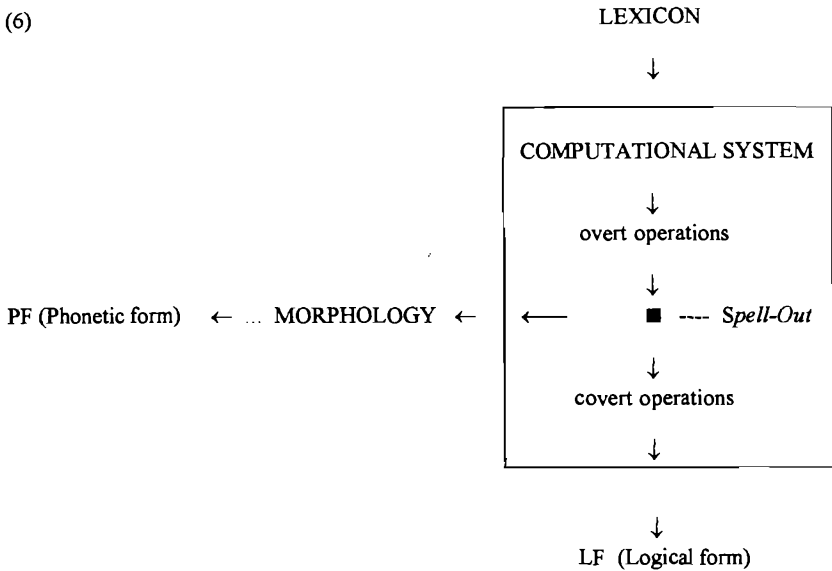 (6)
LEXICON
↓
COMPUTATIONAL SYSTEM
↓
overt operations
↓
PF (Phonetic form) ← ... MORPHOLOGY ← ← ■ ---- Spell-Out
↓
covert operations
↓
↓
LF (Logical form)